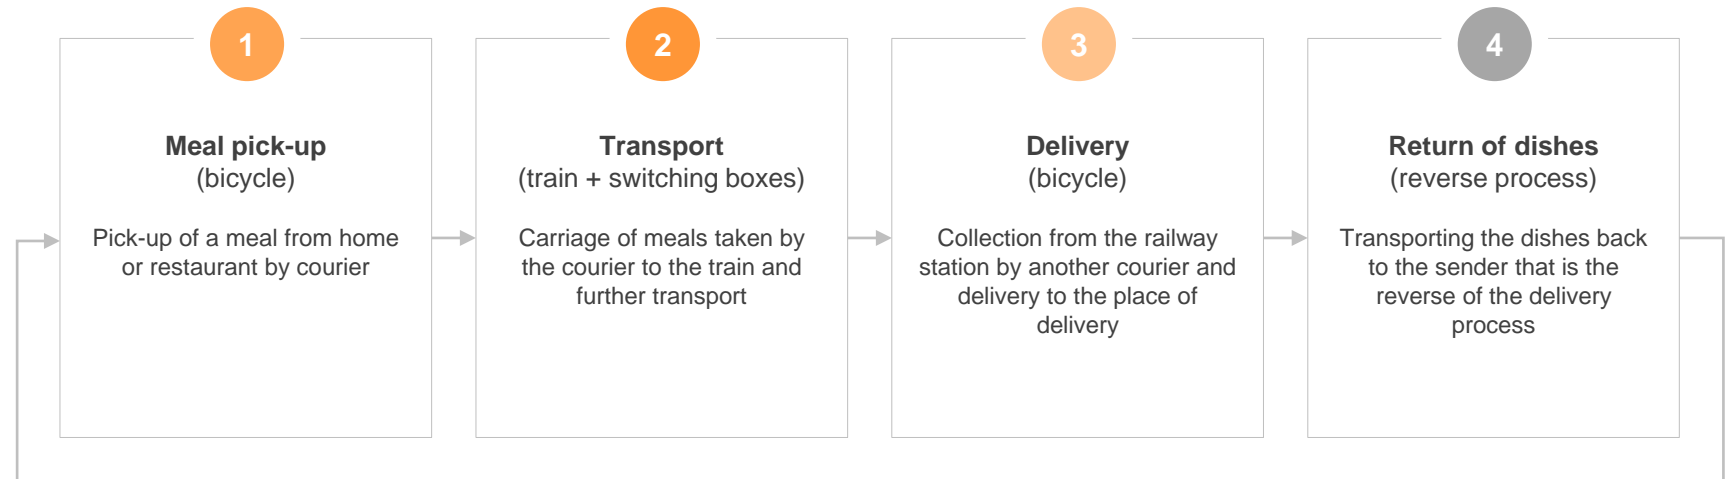 1
Meal pick-up
(bicycle)
Pick-up of a meal from home
or restaurant by courier
2
Transport
(train + switching boxes)
Carriage of meals taken by
the courier to the train and
further transport
3
Delivery
(bicycle)
Collection from the railway
station by another courier and
delivery to the place of
delivery
4
Return of dishes
(reverse process)
Transporting the dishes back
to the sender that is the
reverse of the delivery
process